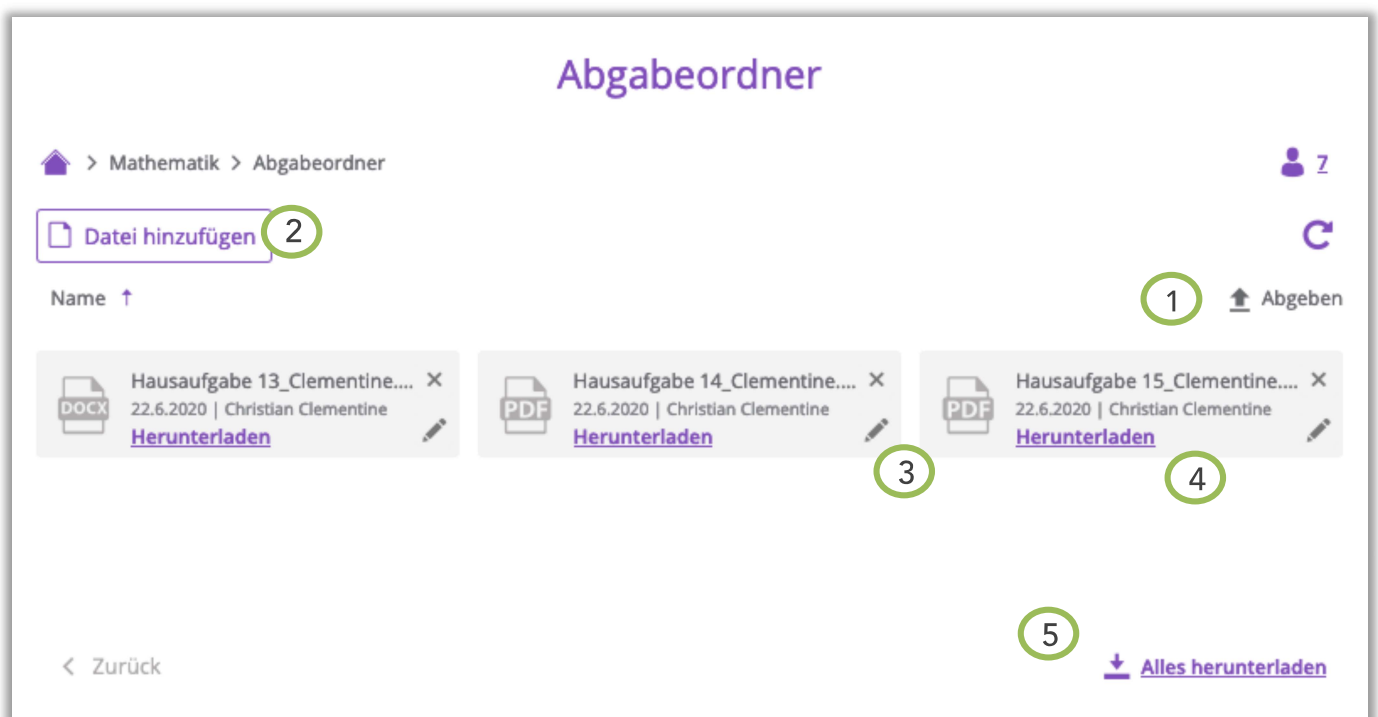 Abgabeordner
> Mathematik > Abgabeordner
7
Datei hinzufügen
2
Name ↑
1
Abgeben
DOCX
Hausaufgabe 13_Clementine.... ×
22.6.2020 | Christian Clementine
Herunterladen
PDF
Hausaufgabe 14_Clementine.... ×
22.6.2020 | Christian Clementine
Herunterladen
3
PDF
Hausaufgabe 15_Clementine.... ×
22.6.2020 | Christian Clementine
Herunterladen
4
5
< Zurück
Alles herunterladen